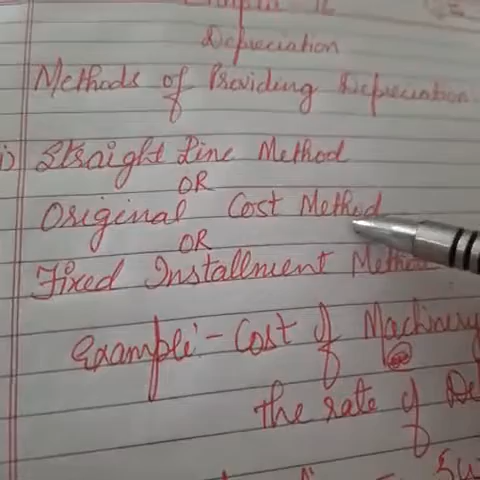 Depreciation
Methods of Providing Depreciation
i) Straight Line Method
OR
Original Cost Method
OR
Fixed Installment
Example:- Cost of Machinery
the rate of